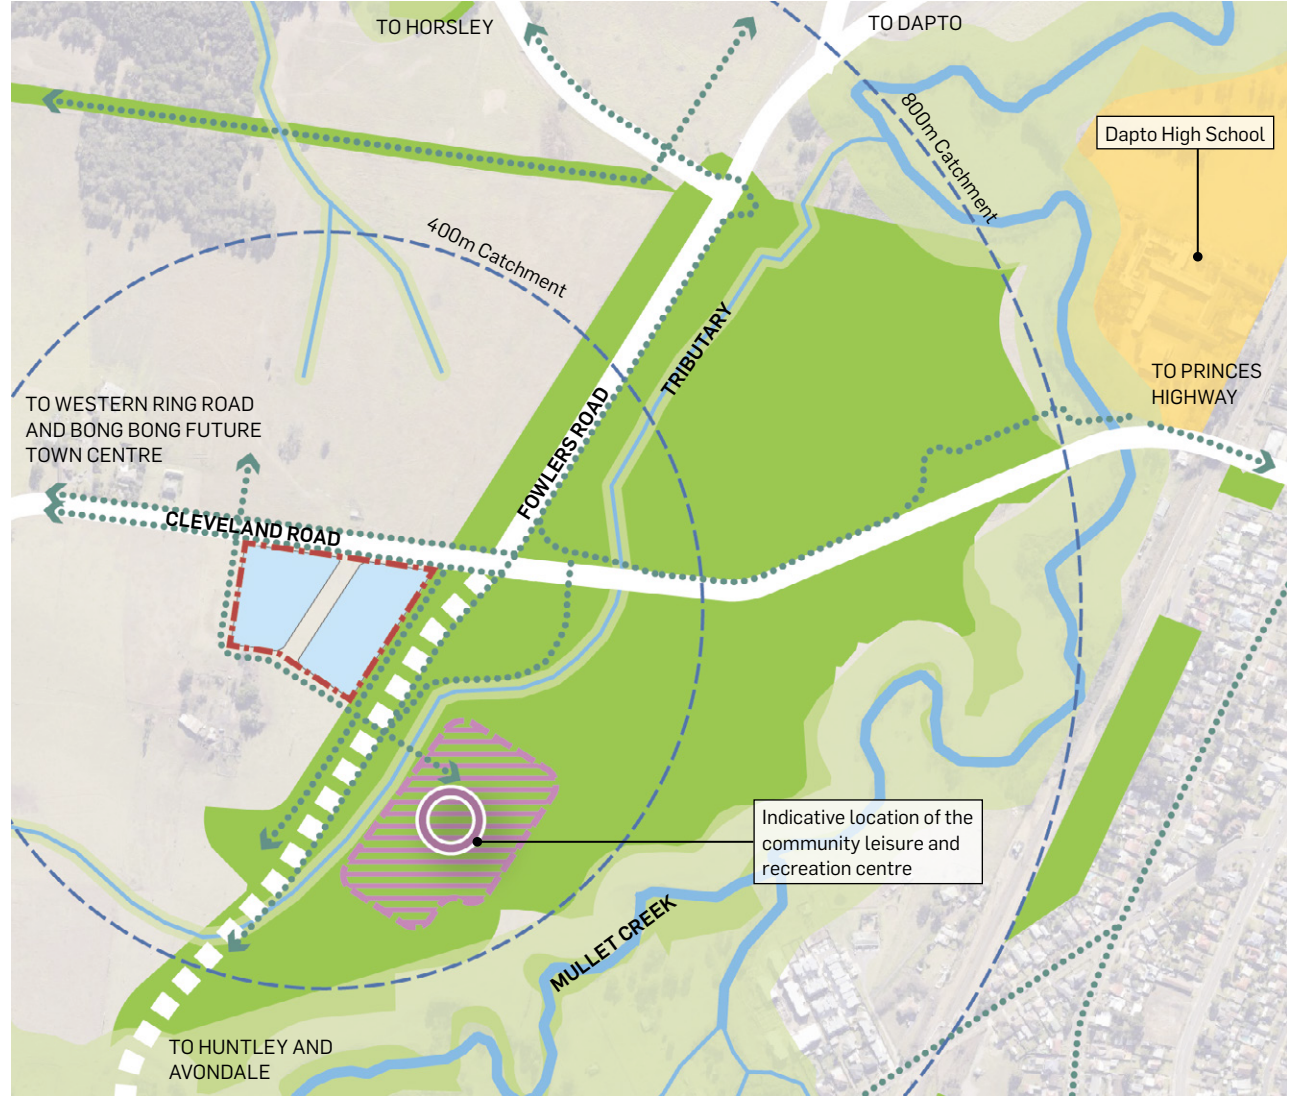 TO HORSLEY
TO DAPTO
800m Catchment
Dapto High School
400m Catchment
TRIBUTARY
TO PRINCES
HIGHWAY
TO WESTERN RING ROAD
AND BONG BONG FUTURE
TOWN CENTRE
FOWLERS ROAD
CLEVELAND ROAD
Indicative location of the
community leisure and
recreation centre
MULLET CREEK
TO HUNTLEY AND
AVONDALE